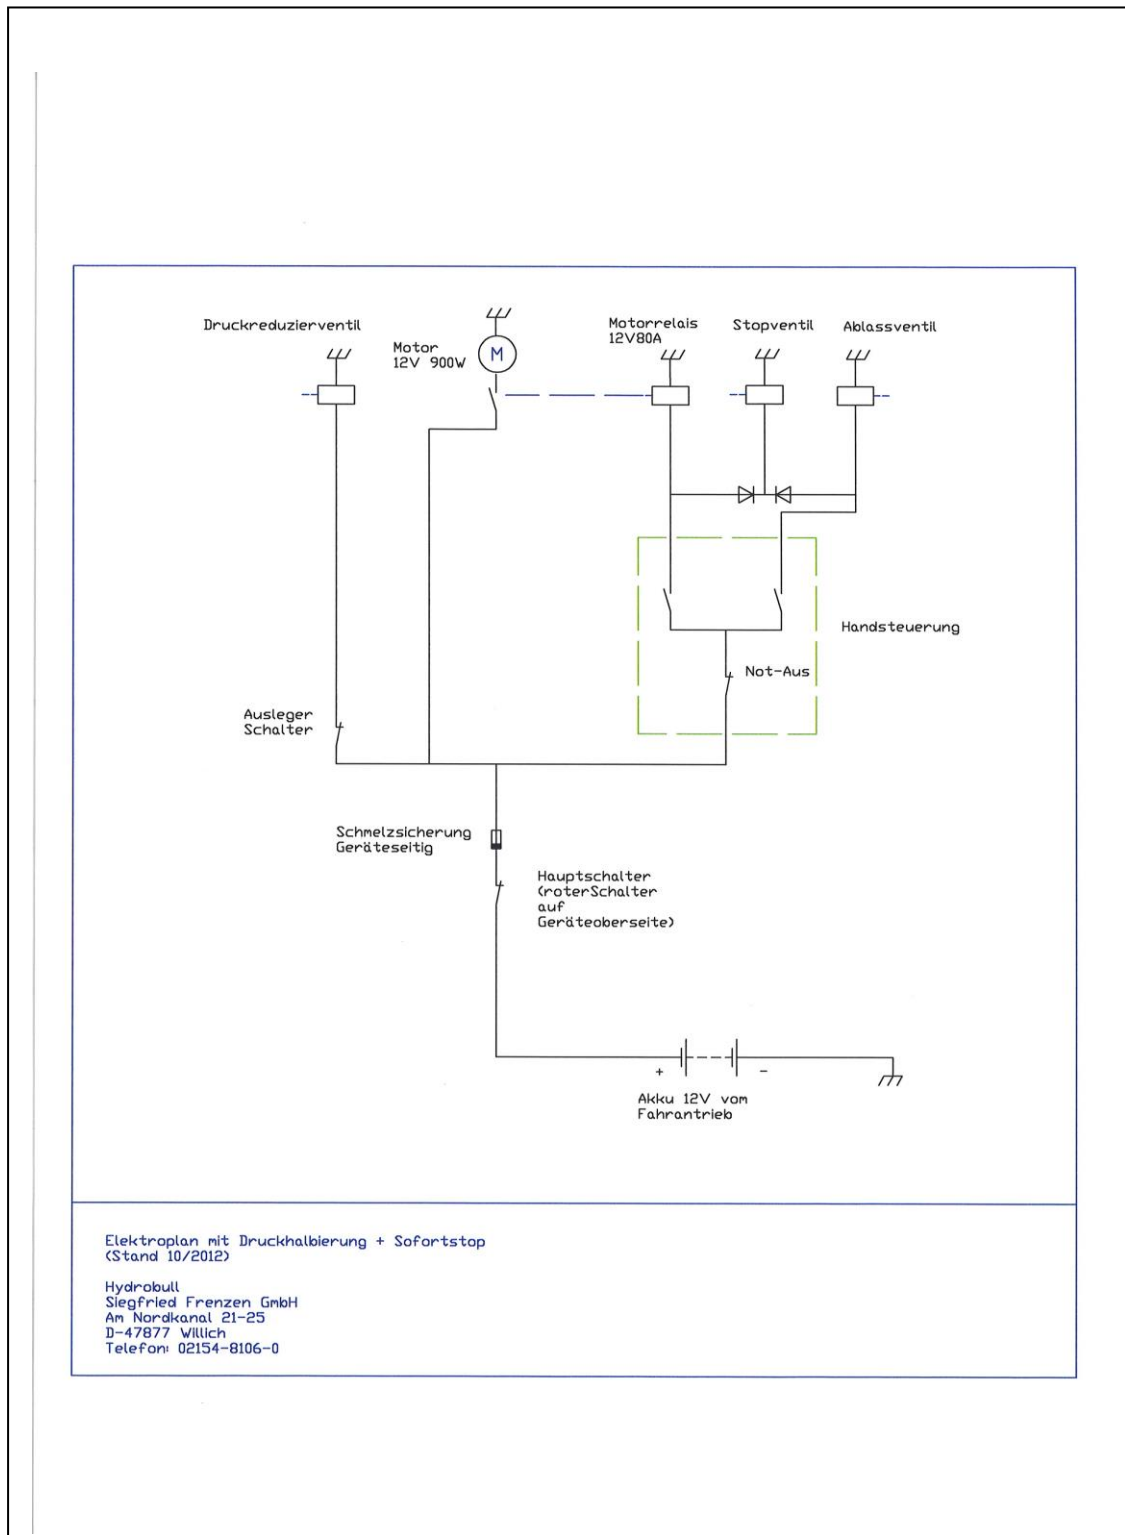 Druckreduzierventil
Motor
12V 900W
M
Motorrelais
12V80A
Stopventil
Ablassventil
Handsteuerung
Not-Aus
Ausleger
Schalter
Schmelzsicherung
Geräteseitig
Hauptschalter
(roterSchalter
auf
Geräteoberseite)
+
-
Akku 12V vom
Fahrantrieb
Elektroplan mit Druckhalbierung + Sofortstop
(Stand 10/2012)
Hydrobull
Siegfried Frenzen GmbH
Am Nordkanal 21-25
D-47877 Willich
Telefon: 02154-8106-0